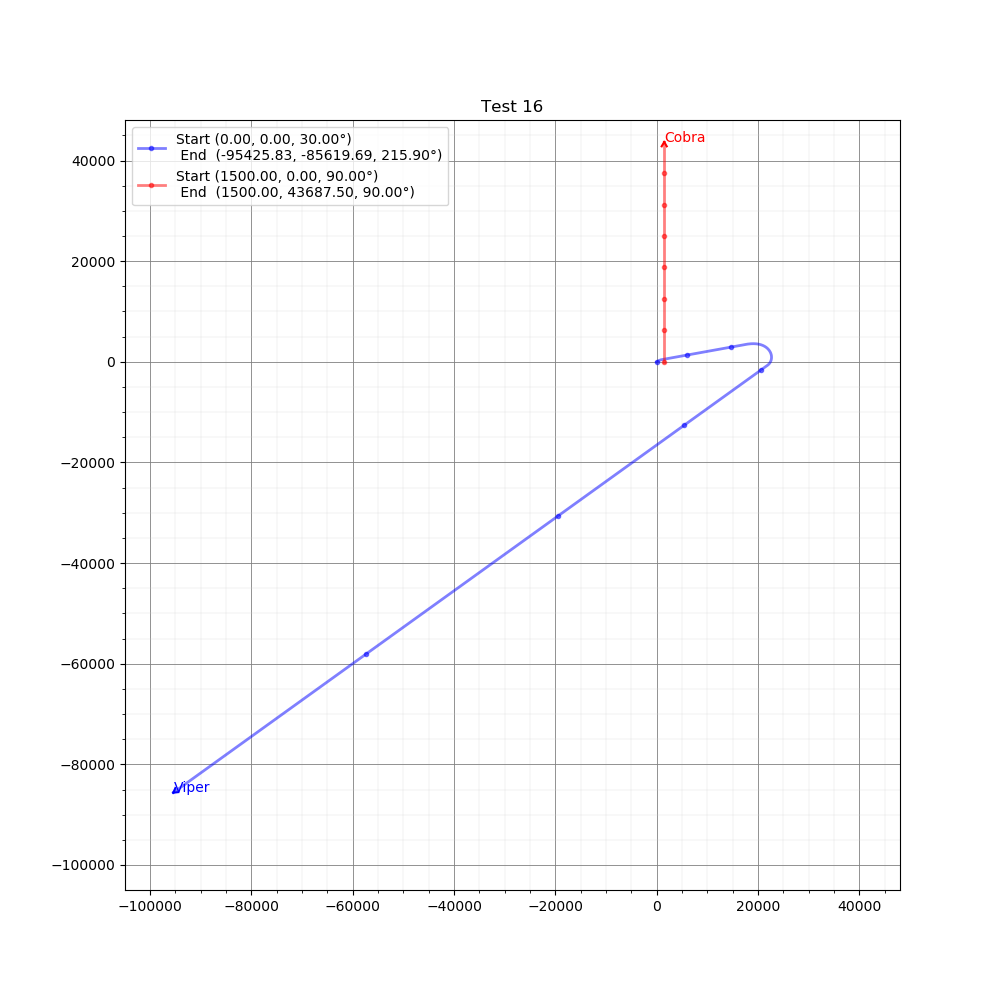 Test 16
Start (0.00, 0.00, 30.00°)
End  (-95425.83, -85619.69, 215.90°)
Start (1500.00, 0.00, 90.00°)
End  (1500.00, 43687.50, 90.00°)
Cobra
Viper
40000
20000
0
−20000
−40000
−60000
−80000
−100000
−100000 −80000 −60000 −40000 −20000 0 20000 40000